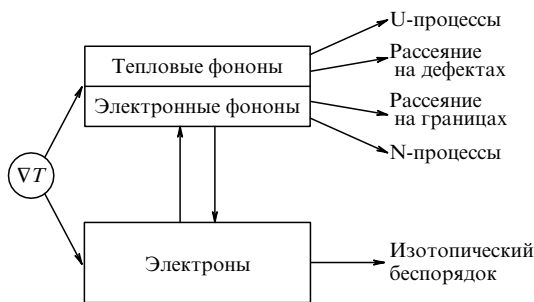 U-процессы
Тепловые фононы
Рассеяние
на дефектах
Электронные фононы
Рассеяние
на границах
N-процессы
∇T
Электроны
Изотопический
беспорядок